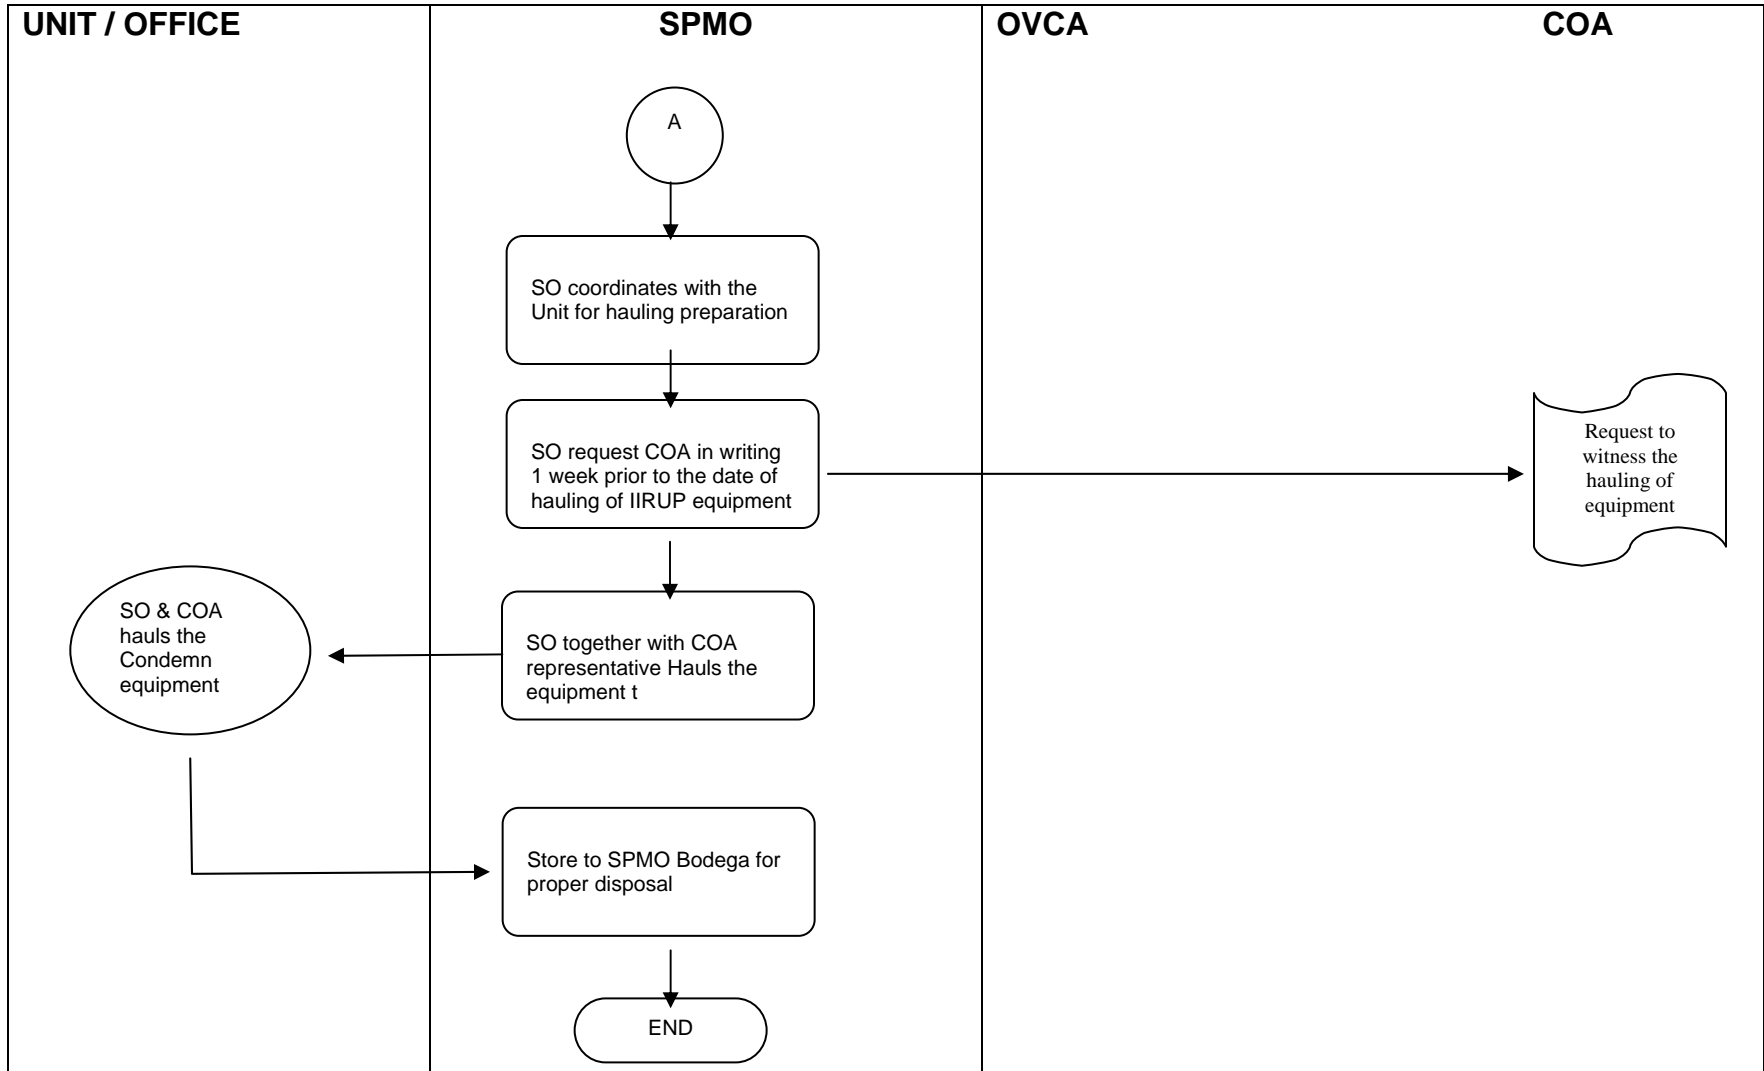 UNIT / OFFICE
SPMO
OVCA
COA
A
SO coordinates with the
Unit for hauling preparation
SO request COA in writing
1 week prior to the date of
hauling of IIRUP equipment
Request to
witness the
hauling of
equipment
SO & COA
hauls the
Condemn
equipment
SO together with COA
representative Hauls the
equipment t
Store to SPMO Bodega for
proper disposal
END